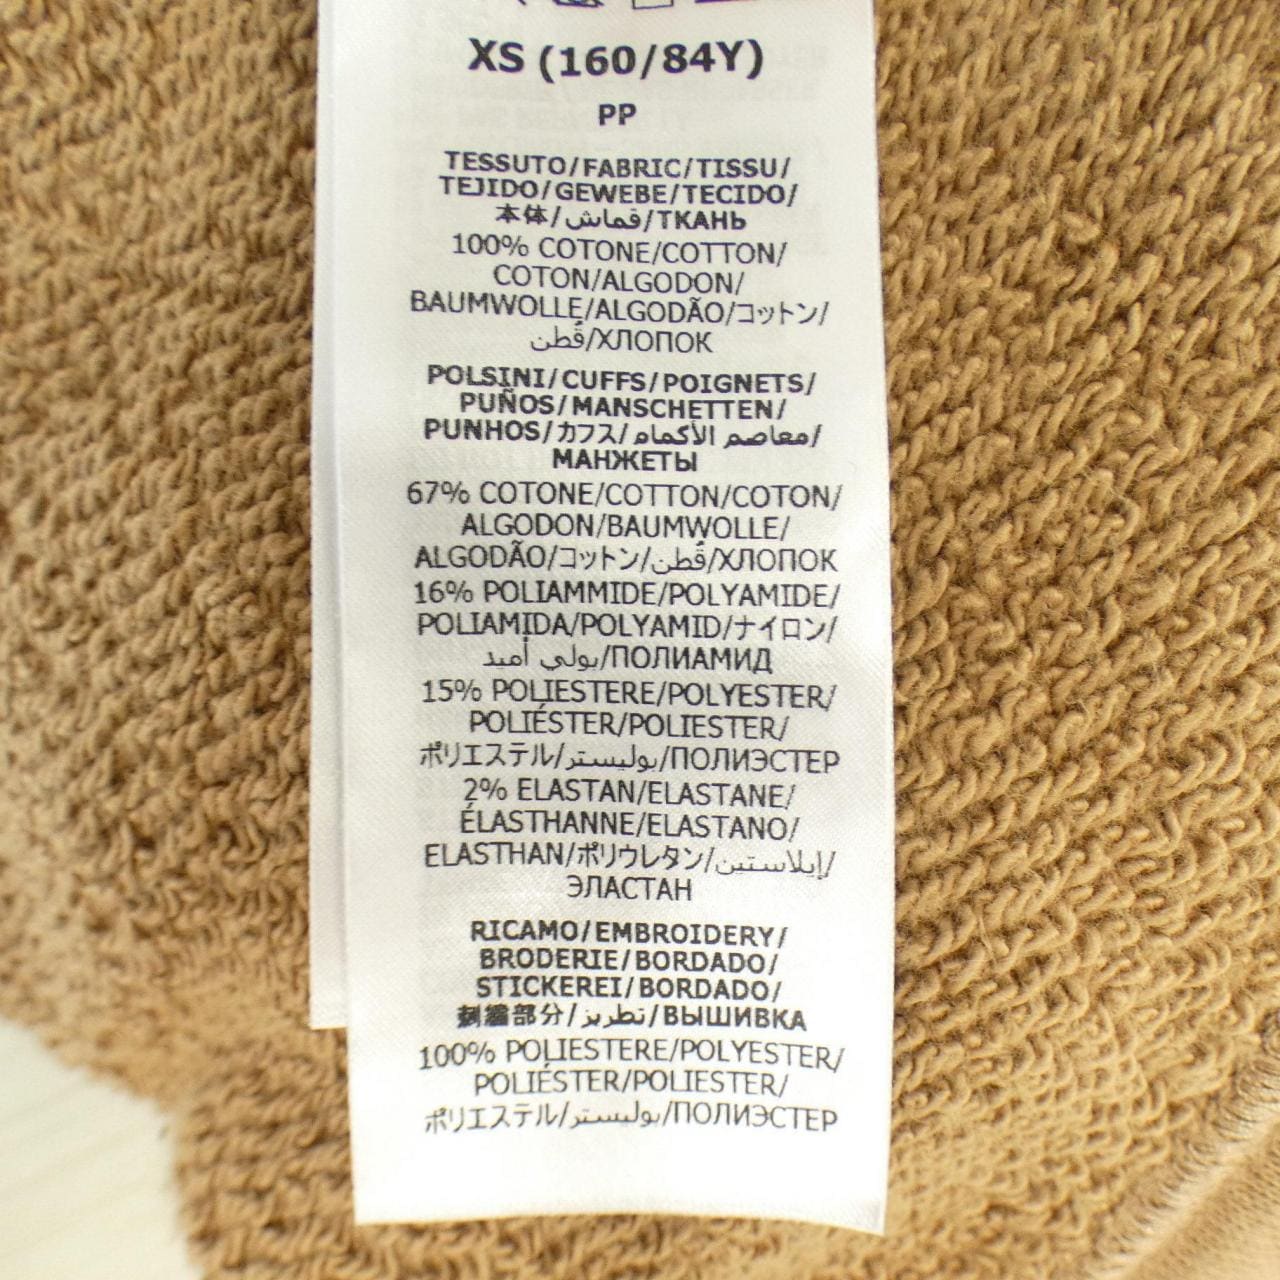 XS (160/84Y)
PP
TESSUTO/FABRIC/TISSU/
TEJIDO/GEWEBE/TECIDO/
本体/قماش/ТКАНЬ
100% COTONE/COTTON/
COTON/ALGODON/
BAUMWOLLE/ALGODÃO/コットン/
قُطن/ХЛОПОК
POLSINI/CUFFS/POIGNETS/
PUÑOS/MANSCHETTEN/
PUNHOS/カフス/معاصم الأكمام/
МАНЖЕТЫ
67% COTONE/COTTON/COTON/
ALGODON/BAUMWOLLE/
ALGODÃO/コットン/قُطن/ХЛОПОК
16% POLIAMMIDE/POLYAMIDE/
POLIAMIDA/POLYAMID/ナイロン/
بولي أميد/ПОЛИАМИД
15% POLIESTERE/POLYESTER/
POLIÉSTER/POLIESTER/
ポリエステル/بوليستر/ПОЛИЭСТЕР
2% ELASTAN/ELASTANE/
ÉLASTHANNE/ELASTANO/
ELASTHAN/ポリウレタン/إيلاستين/
ЭЛАСТАН
RICAMO/EMBROIDERY/
BRODERIE/BORDADO/
STICKEREI/BORDADO/
刺繍部分/تطريز/ВЫШИВКА
100% POLIESTERE/POLYESTER/
POLIÉSTER/POLIESTER/
ポリエステル/بوليستر/ПОЛИЭСТЕР